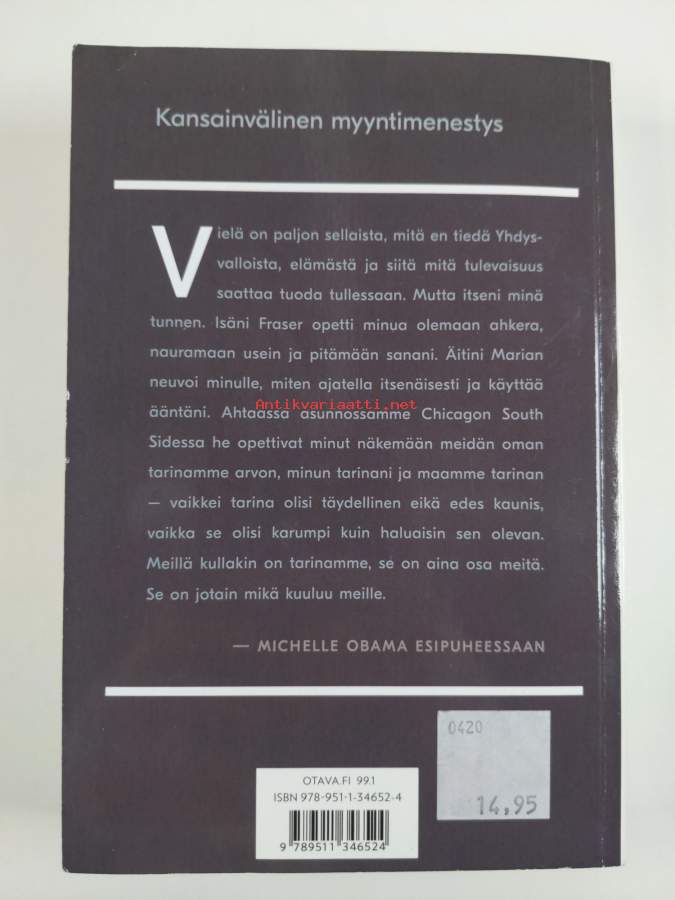 Kansainvälinen myyntimenestys
Vielä on paljon sellaista, mitä en tiedä Yhdys-
valloista, elämästä ja siitä mitä tulevaisuus
saattaa tuoda tullessaan. Mutta itseni minä
tunnen. Isäni Fraser opetti minua olemaan ahkera,
nauramaan usein ja pitämään sanani. Äitini Marian
neuvoi minulle, miten ajatella itsenäisesti ja käyttää
ääntäni. Ahtaassa asunnossamme Chicagon South
Antikvariaatti.net
Sidessa he opettivat minut näkemään meidän oman
tarinamme arvon, minun tarinani ja maamme tarinan
– vaikkei tarina olisi täydellinen eikä edes kaunis,
vaikka se olisi karumpi kuin haluaisin sen olevan.
Meillä kullakin on tarinamme, se on aina osa meitä.
Se on jotain mikä kuuluu meille.
— MICHELLE OBAMA ESIPUHEESSAAN
0420
14,95
OTAVA.FI 99.1
ISBN 978-951-1-34652-4
9 789511 346524